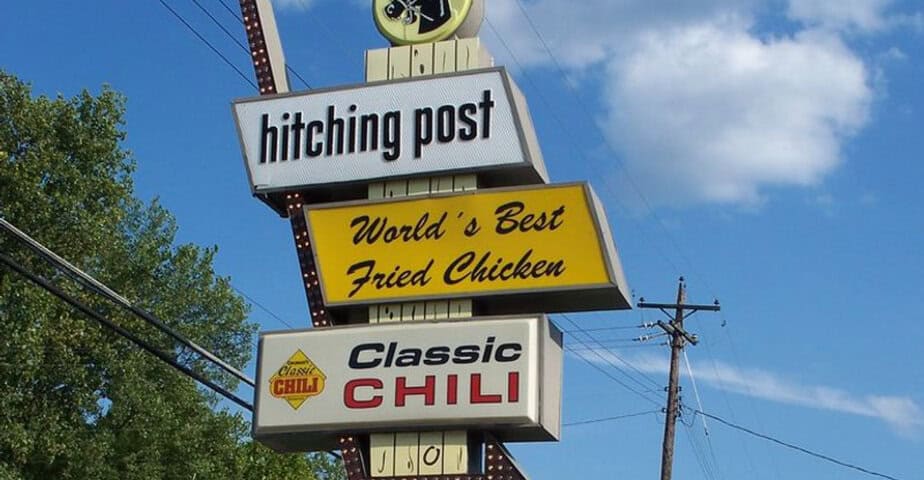 hitching post
World's Best
Fried Chicken
Classic
CHILI
Classic
CHILI